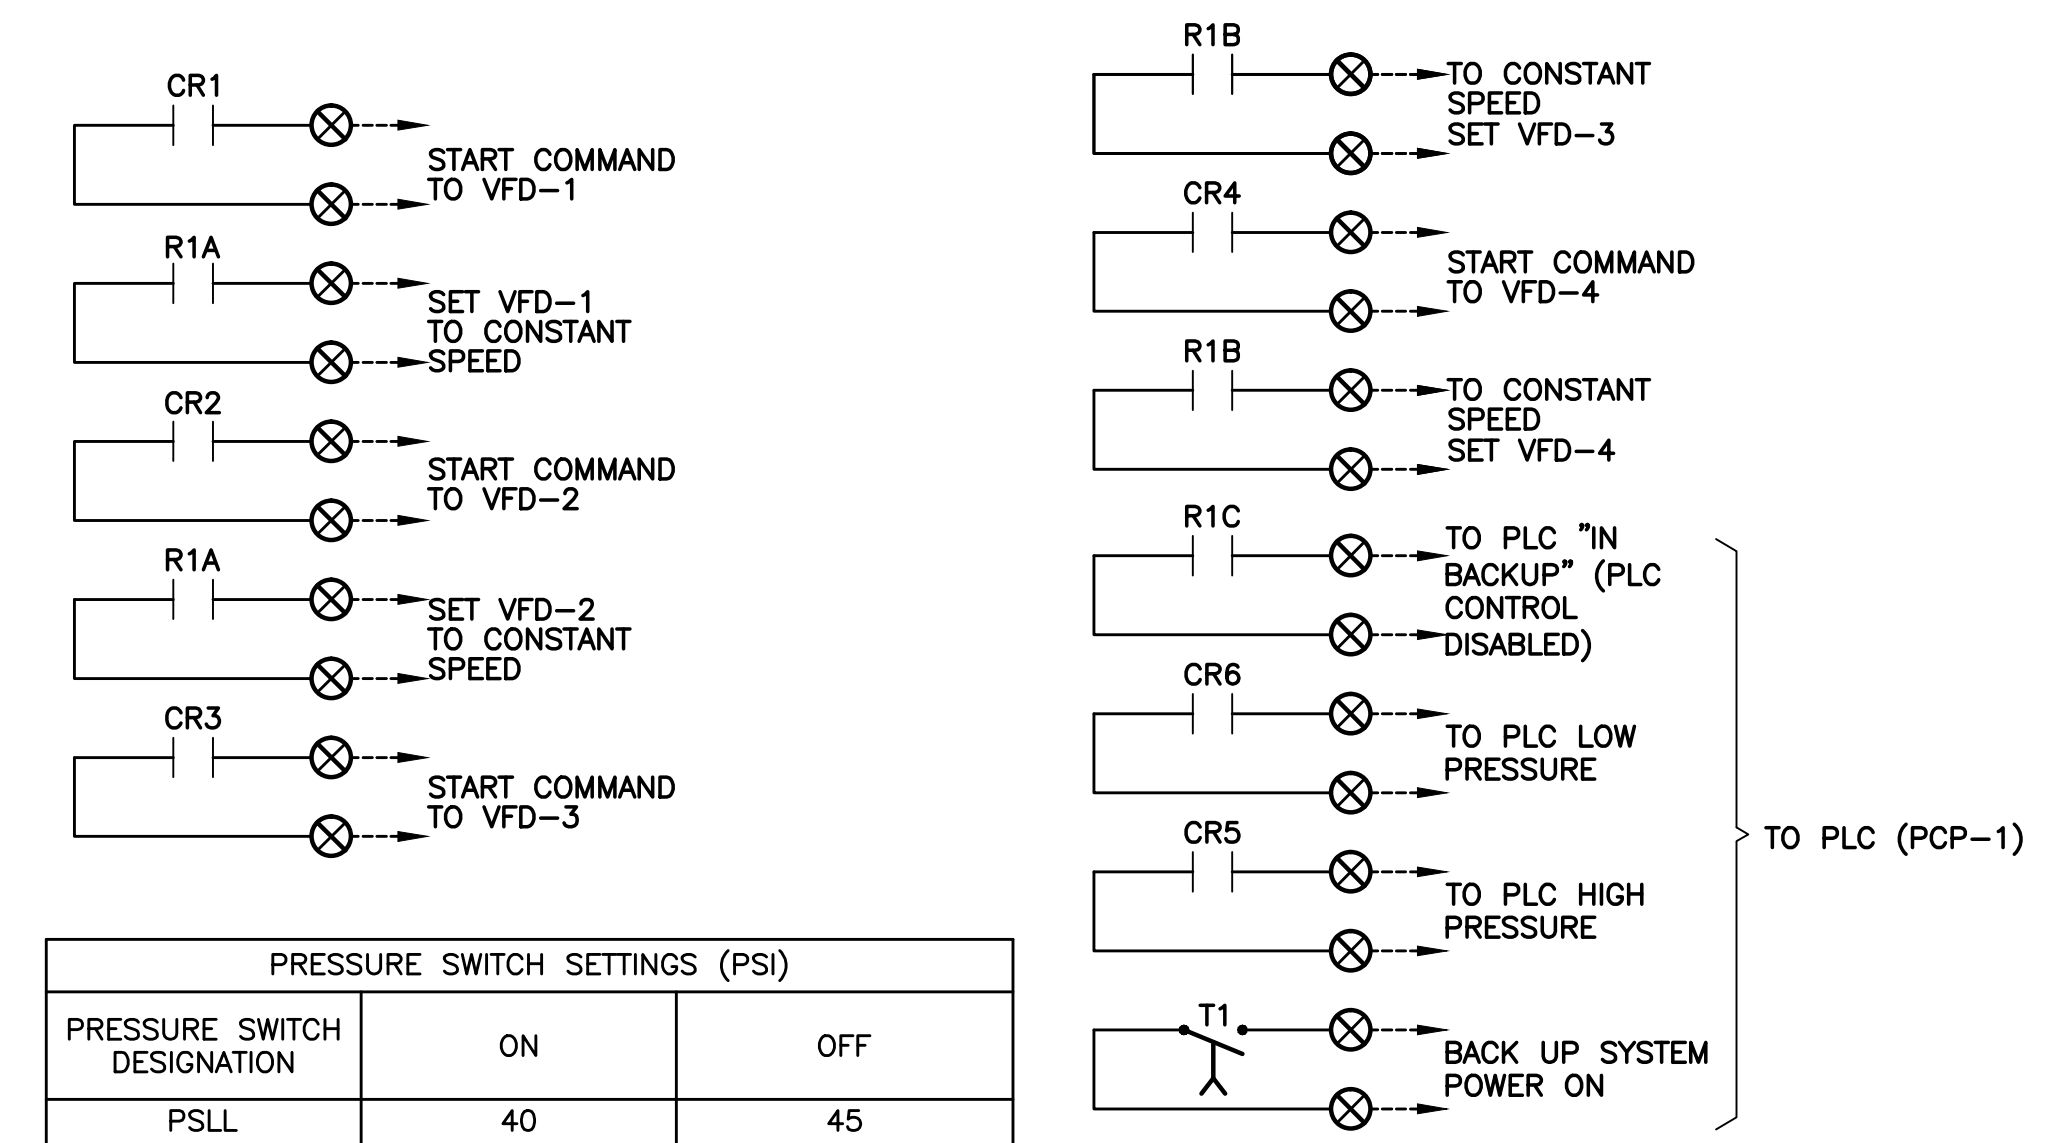 CR1
START COMMAND
TO VFD-1
R1A
SET VFD-1
TO CONSTANT
SPEED
CR2
START COMMAND
TO VFD-2
R1A
SET VFD-2
TO CONSTANT
SPEED
CR3
START COMMAND
TO VFD-3
PRESSURE SWITCH SETTINGS (PSI)
PRESSURE SWITCH
DESIGNATION
ON
OFF
PSLL
40
45
R1B
TO CONSTANT
SPEED
SET VFD-3
CR4
START COMMAND
TO VFD-4
R1B
TO CONSTANT
SPEED
SET VFD-4
R1C
TO PLC "IN
BACKUP" (PLC
CONTROL
DISABLED)
CR6
TO PLC LOW
PRESSURE
CR5
TO PLC HIGH
PRESSURE
T1
BACK UP SYSTEM
POWER ON
TO PLC (PCP-1)